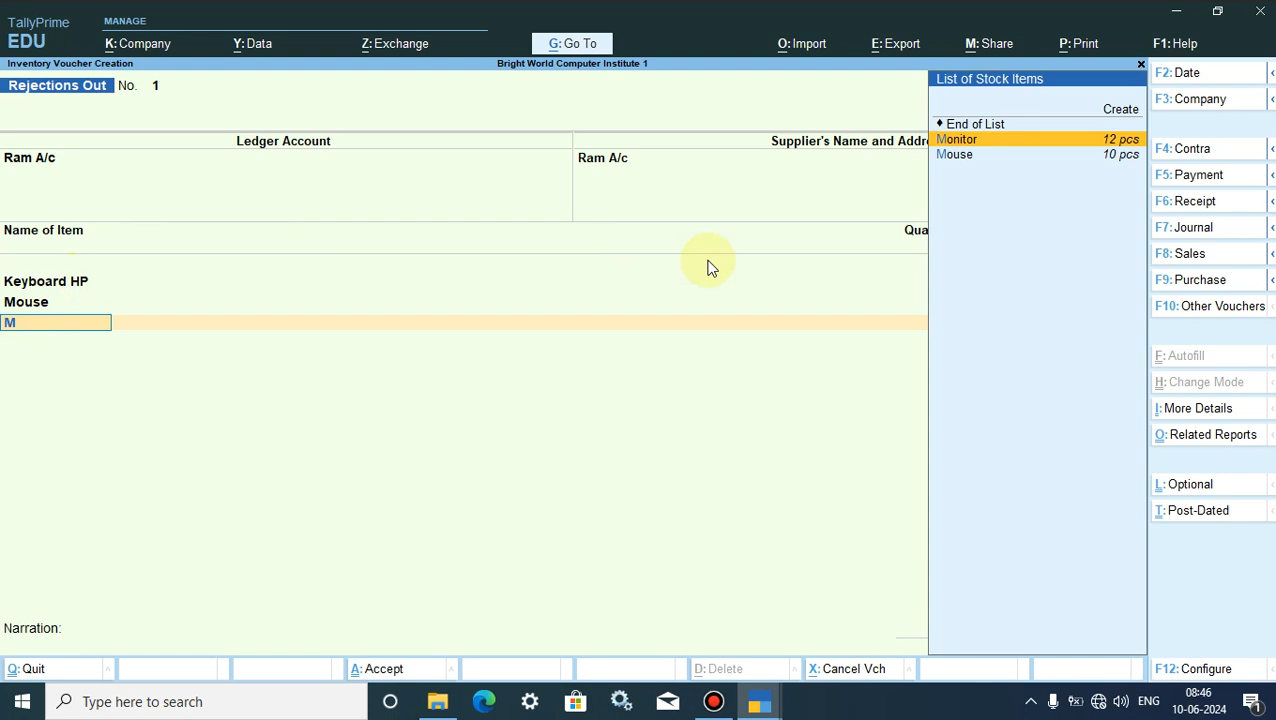 TallyPrime
EDU
MANAGE
K: Company
Y: Data
Z: Exchange
G: Go To
O: Import
E: Export
M: Share
P: Print
F1: Help
Inventory Voucher Creation
Bright World Computer Institute 1
Rejections Out No. 1
Ledger Account
Supplier's Name and Addre
Ram A/c
Ram A/c
Name of Item
Qua
Keyboard HP
Mouse
M
Narration:
List of Stock Items
Create
♦ End of List
Monitor 12 pcs
Mouse 10 pcs
F2: Date
F3: Company
F4: Contra
F5: Payment
F6: Receipt
F7: Journal
F8: Sales
F9: Purchase
F10: Other Vouchers
F: Autofill
H: Change Mode
I: More Details
O: Related Reports
L: Optional
T: Post-Dated
Q: Quit
A: Accept
D: Delete
X: Cancel Vch
F12: Configure
Type here to search
ENG
08:46
10-06-2024
1